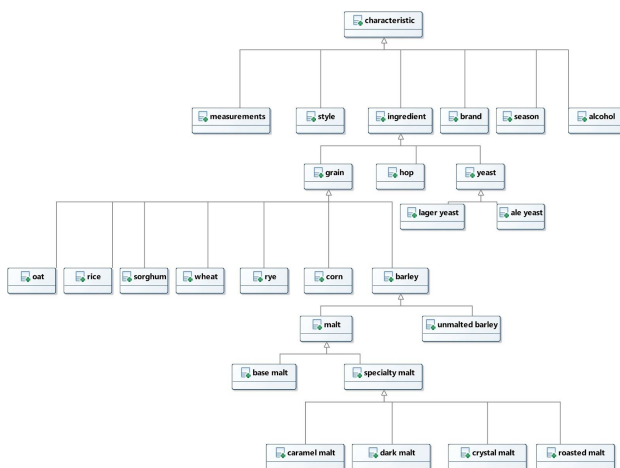 characteristic
measurements
style
ingredient
brand
season
alcohol
grain
hop
yeast
lager yeast
ale yeast
oat
rice
sorghum
wheat
rye
corn
barley
malt
unmalted barley
base malt
specialty malt
caramel malt
dark malt
crystal malt
roasted malt